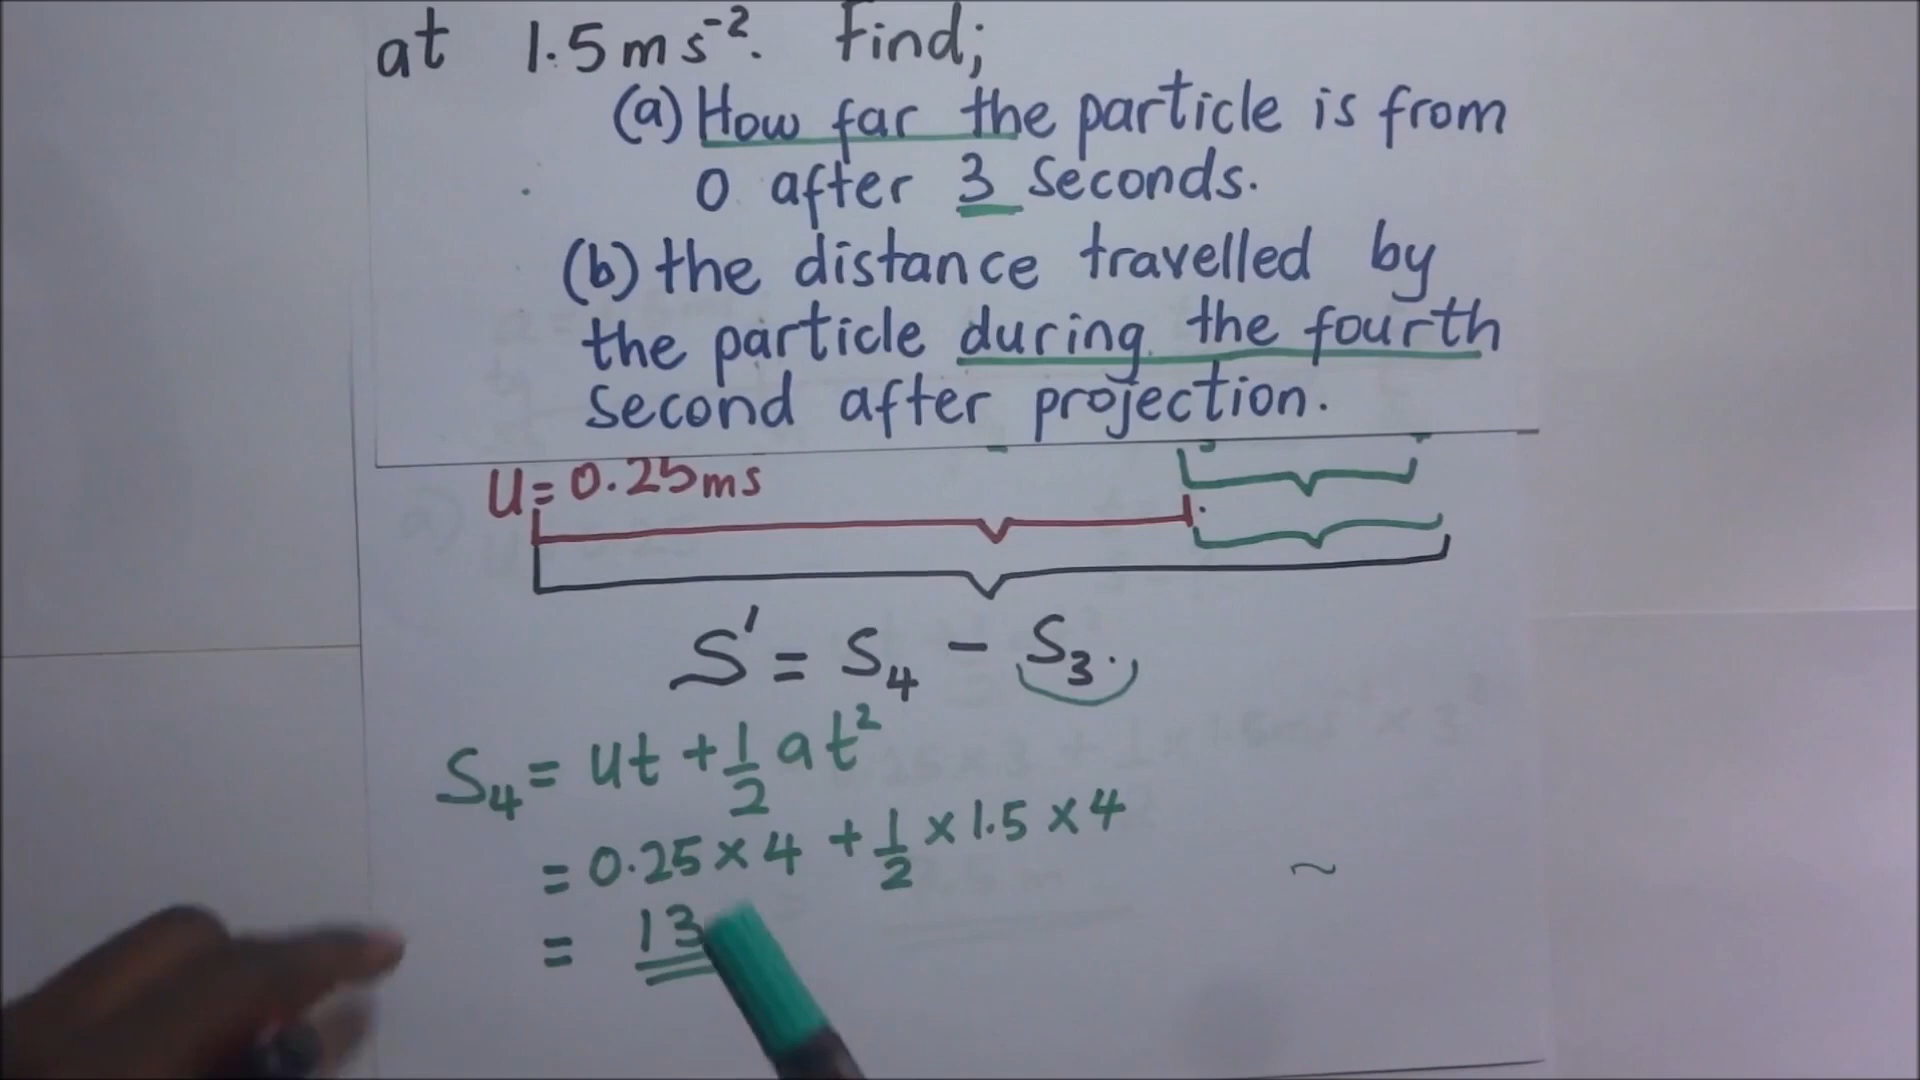 at 1.5ms⁻². Find;
(a) How far the particle is from
O after 3 seconds.
(b) the distance travelled by
the particle during the fourth
second after projection.
U=0.25ms
S' = S₄ - S₃.
S₄ = ut + 1/2 at²
= 0.25 × 4 + 1/2 × 1.5 × 4
= 13